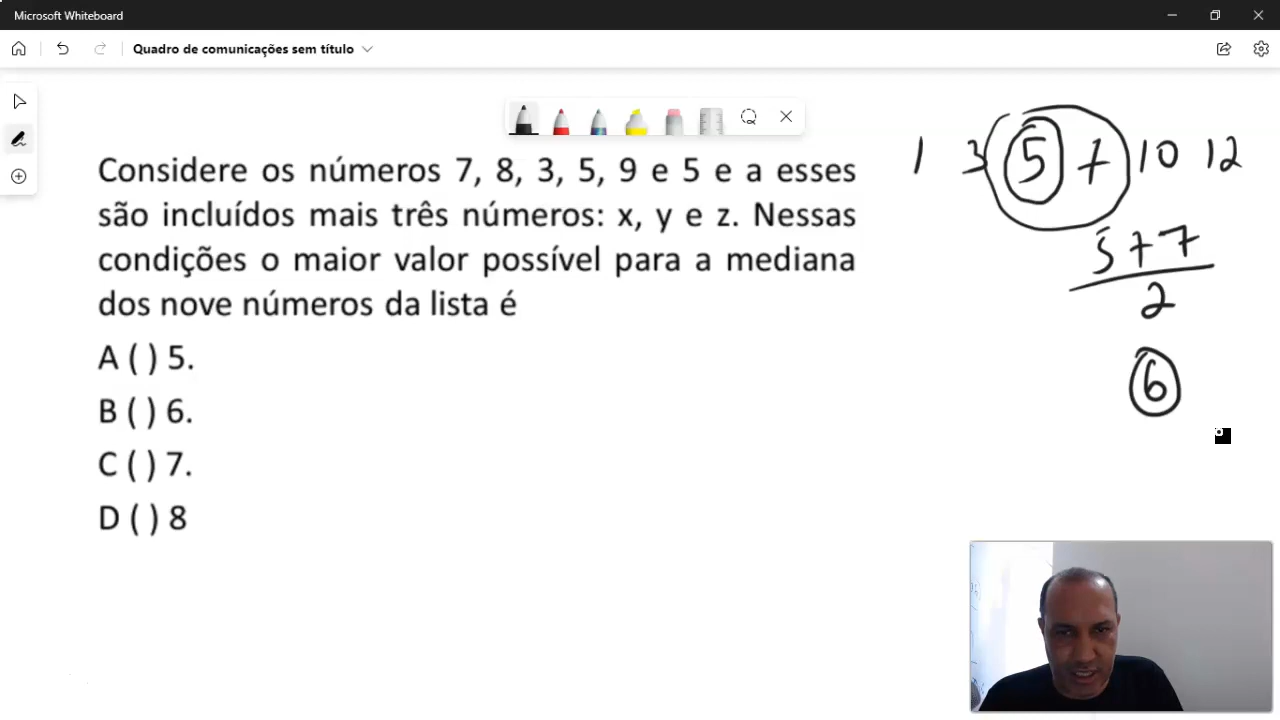 Microsoft Whiteboard
Quadro de comunicações sem título
Considere os números 7, 8, 3, 5, 9 e 5 e a esses
são incluídos mais três números: x, y e z. Nessas
condições o maior valor possível para a mediana
dos nove números da lista é
A ( ) 5.
B ( ) 6.
C ( ) 7.
D ( ) 8
1 3 5 7 10 12
5 + 7
2
6